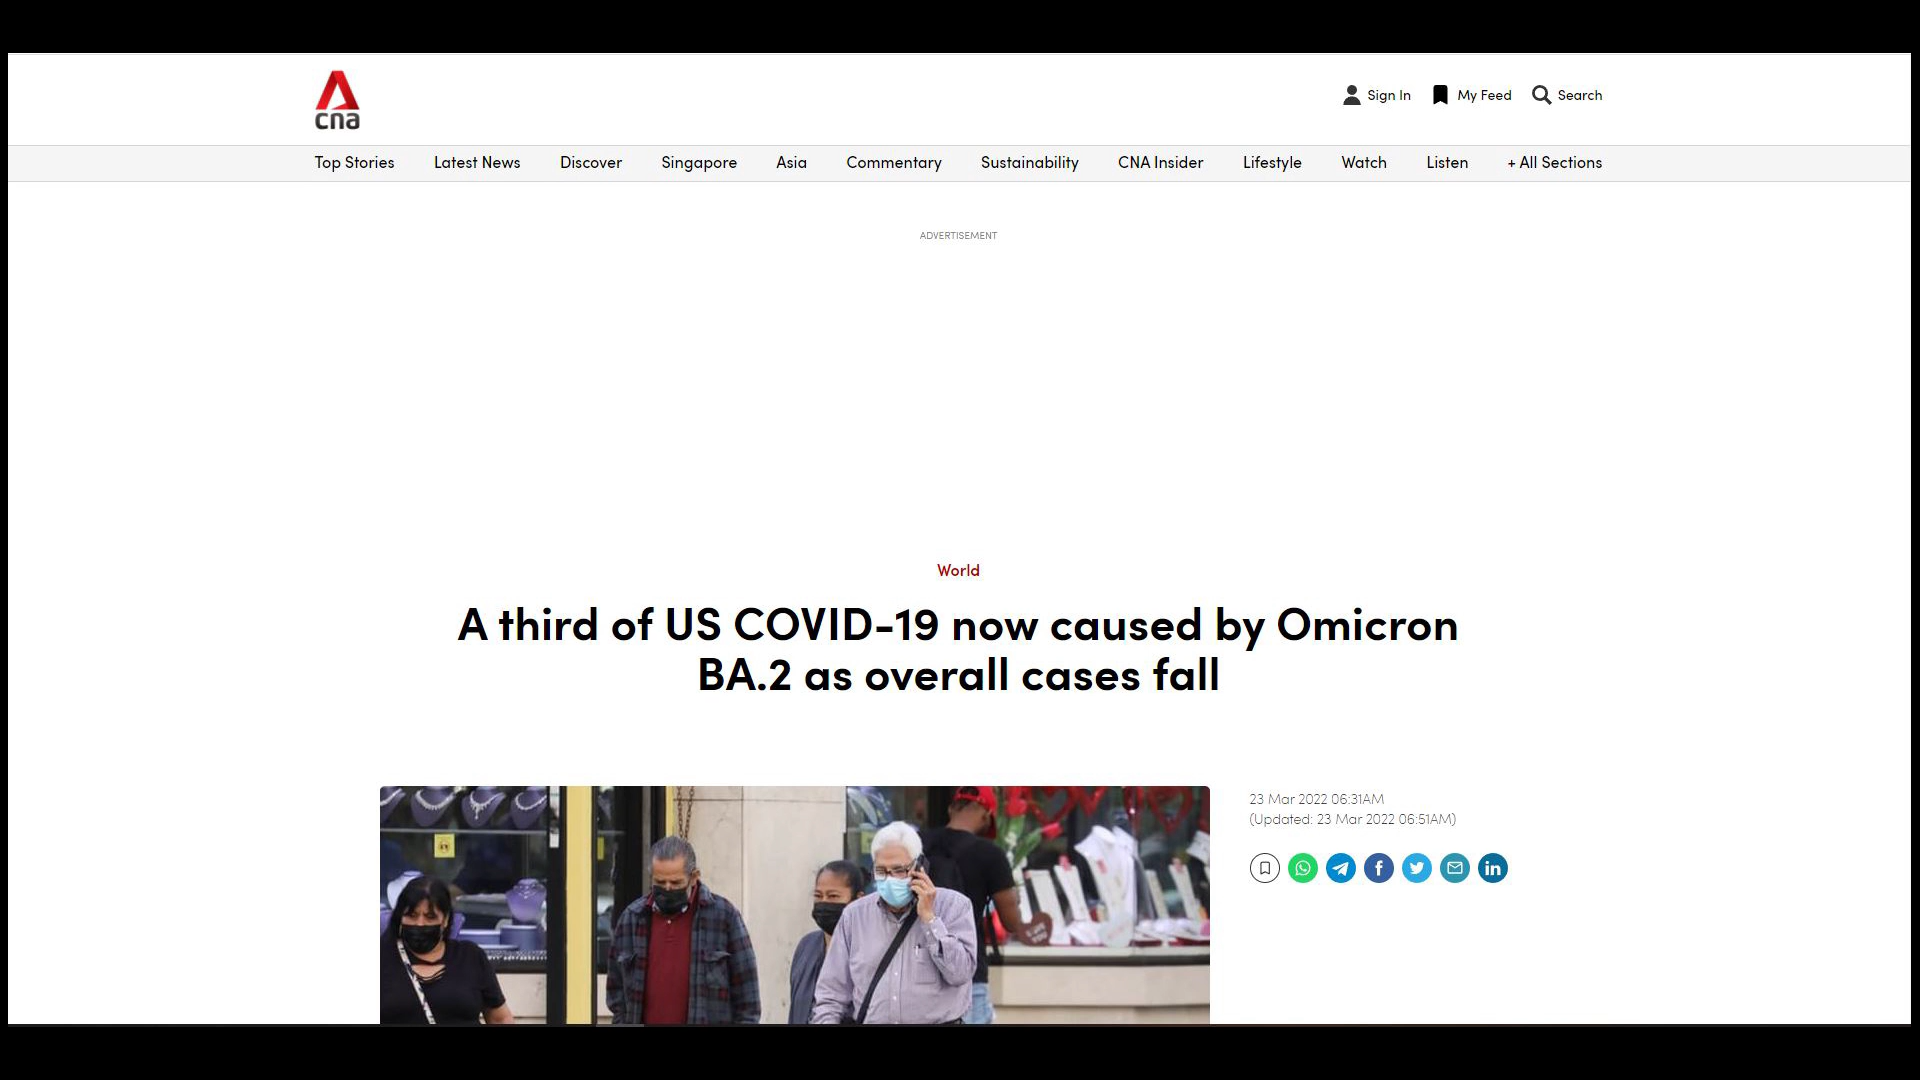 cna
Sign In
My Feed
Search
Top Stories
Latest News
Discover
Singapore
Asia
Commentary
Sustainability
CNA Insider
Lifestyle
Watch
Listen
+ All Sections
ADVERTISEMENT
World
A third of US COVID-19 now caused by Omicron
BA.2 as overall cases fall
23 Mar 2022 06:31AM
(Updated: 23 Mar 2022 06:51AM)